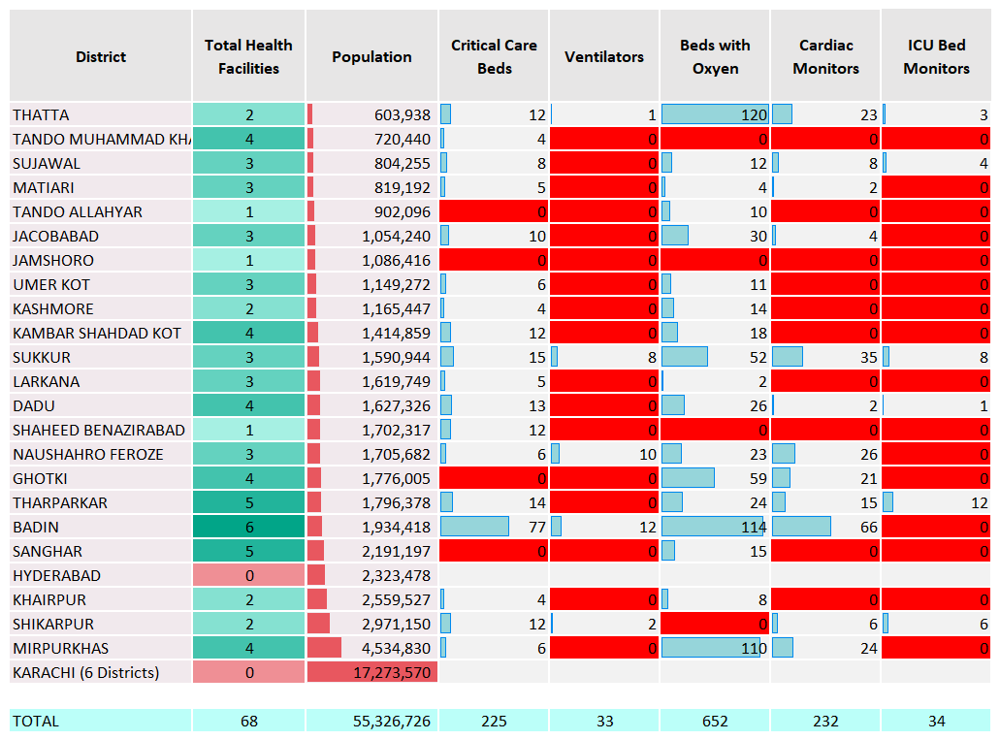 District Total Health Facilities Population Critical Care Beds Ventilators Beds with Oxyen Cardiac Monitors ICU Bed Monitors
THATTA 2 603,938 12 1 120 23 3
TANDO MUHAMMAD KHA 4 720,440 4 0 0 0 0
SUJAWAL 3 804,255 8 0 12 8 4
MATIARI 3 819,192 5 0 4 2 0
TANDO ALLAHYAR 1 902,096 0 0 10 0 0
JACOBABAD 3 1,054,240 10 0 30 4 0
JAMSHORO 1 1,086,416 0 0 0 0 0
UMER KOT 3 1,149,272 6 0 11 0 0
KASHMORE 2 1,165,447 4 0 14 0 0
KAMBAR SHAHDAD KOT 4 1,414,859 12 0 18 0 0
SUKKUR 3 1,590,944 15 8 52 35 8
LARKANA 3 1,619,749 5 0 2 0 0
DADU 4 1,627,326 13 0 26 2 1
SHAHEED BENAZIRABAD 1 1,702,317 12 0 0 0 0
NAUSHAHRO FEROZE 3 1,705,682 6 10 23 26 0
GHOTKI 4 1,776,005 0 0 59 21 0
THARPARKAR 5 1,796,378 14 0 24 15 12
BADIN 6 1,934,418 77 12 114 66 0
SANGHAR 5 2,191,197 0 0 15 0 0
HYDERABAD 0 2,323,478
KHAIRPUR 2 2,559,527 4 0 8 0 0
SHIKARPUR 2 2,971,150 12 2 0 6 6
MIRPURKHAS 4 4,534,830 6 0 110 24 0
KARACHI (6 Districts) 0 17,273,570
TOTAL 68 55,326,726 225 33 652 232 34